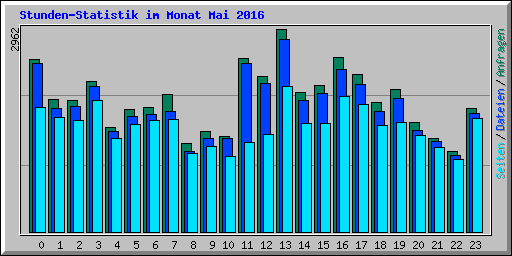 Stunden-Statistik im Monat Mai 2016
2962
Seiten / Dateien / Anfragen
0 1 2 3 4 5 6 7 8 9 10 11 12 13 14 15 16 17 18 19 20 21 22 23